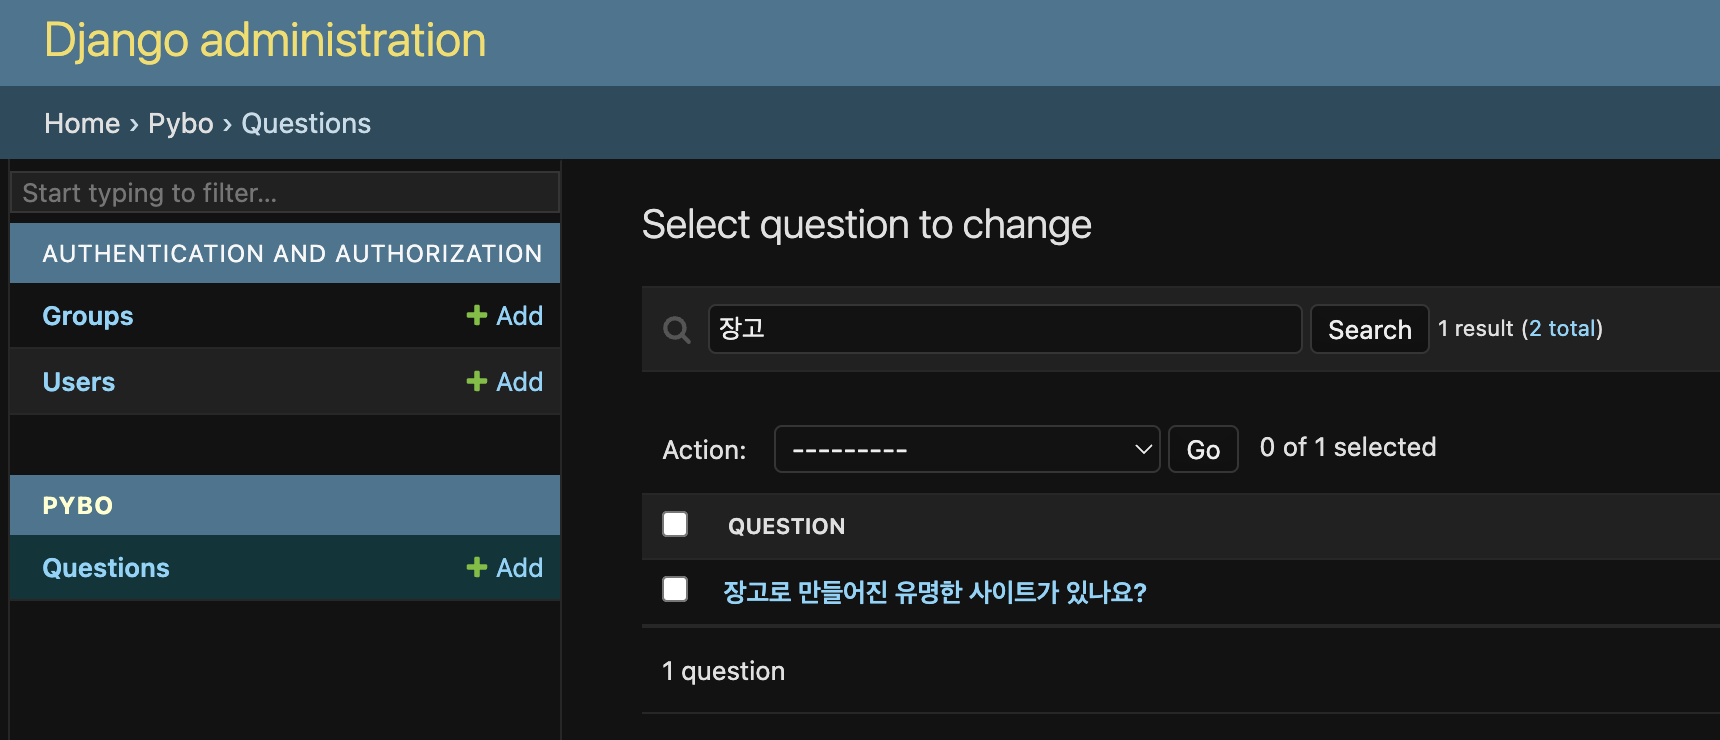 Django administration
Home › Pybo › Questions
Start typing to filter...
AUTHENTICATION AND AUTHORIZATION
Groups + Add
Users + Add
PYBO
Questions + Add
Select question to change
장고 Search 1 result (2 total)
Action: --------- Go 0 of 1 selected
QUESTION
장고로 만들어진 유명한 사이트가 있나요?
1 question